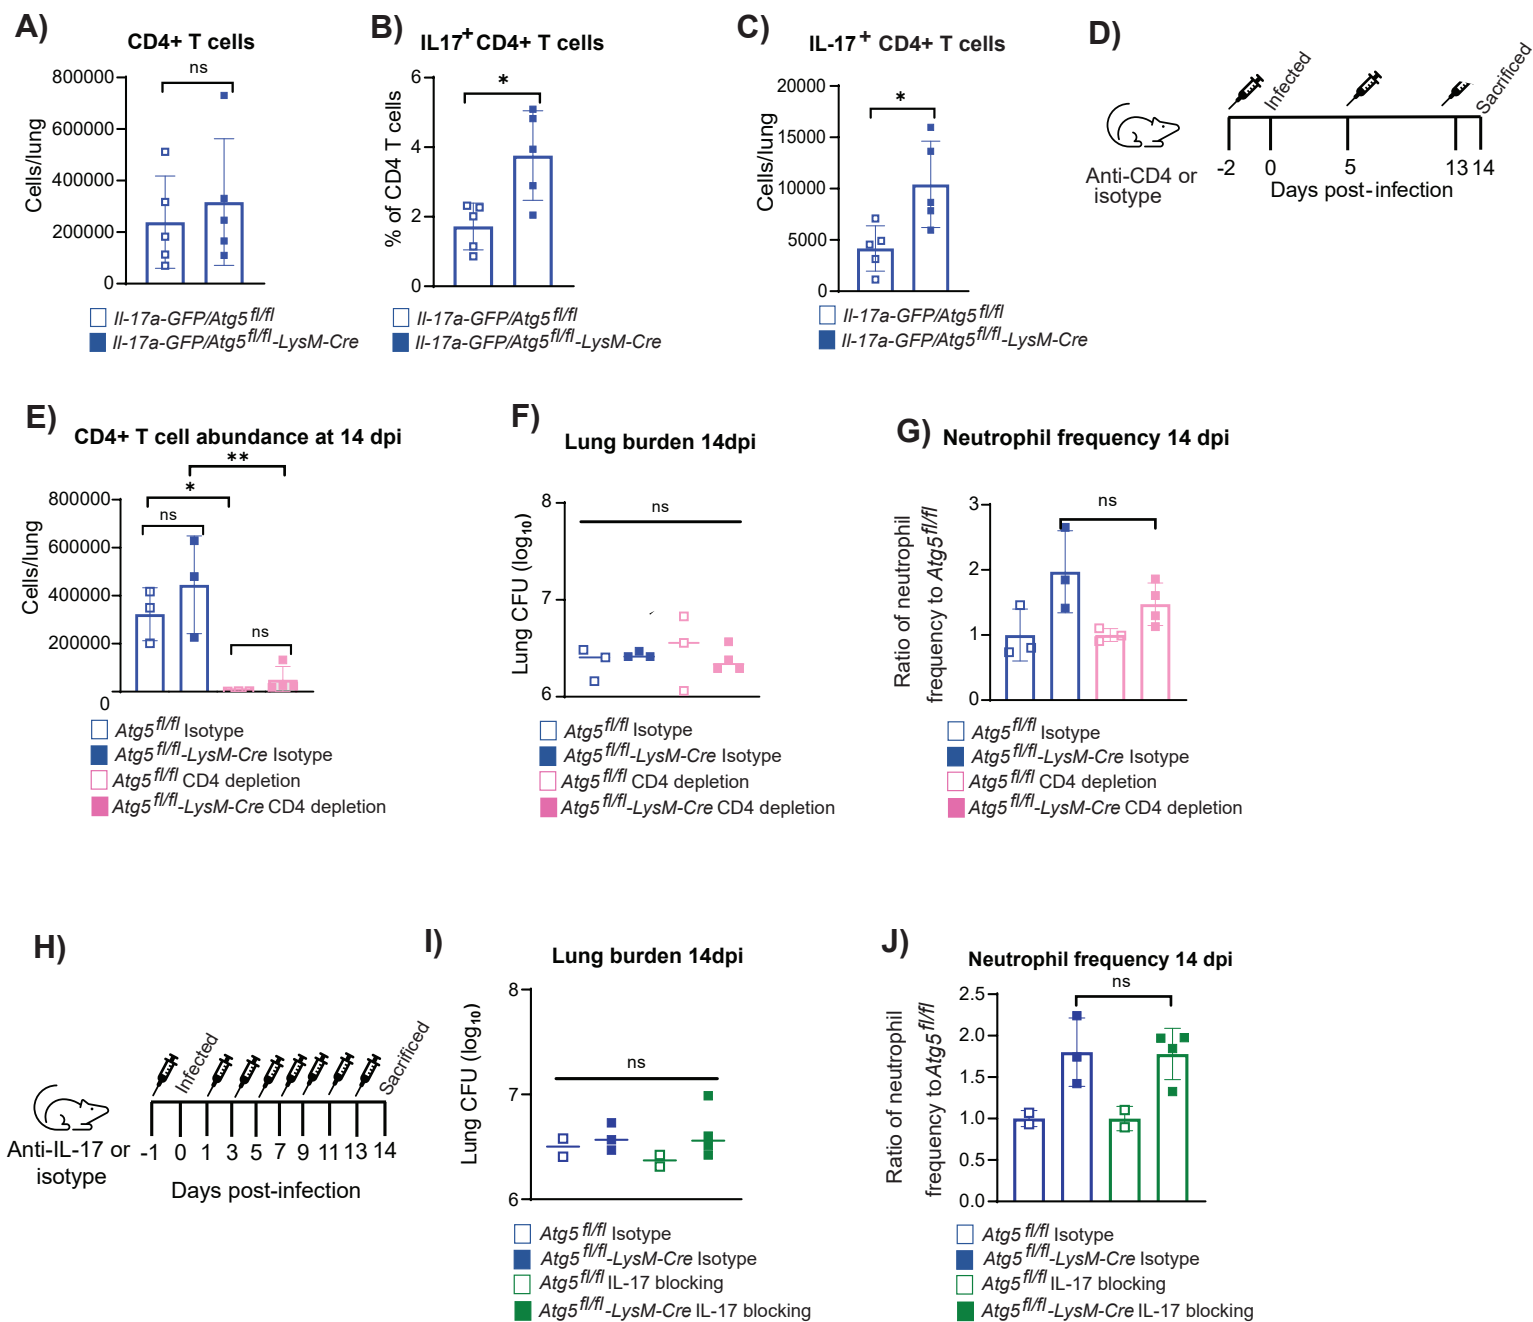 A)
CD4+ T cells
ns
800000
600000
400000
200000
0
Cells/lung
Il-17a-GFP/Atg5fl/fl
Il-17a-GFP/Atg5fl/fl-LysM-Cre
B)
IL17+ CD4+ T cells
*
6
4
2
0
% of CD4 T cells
Il-17a-GFP/Atg5fl/fl
Il-17a-GFP/Atg5fl/fl-LysM-Cre
C)
IL-17+ CD4+ T cells
*
20000
15000
10000
5000
0
Cells/lung
Il-17a-GFP/Atg5fl/fl
Il-17a-GFP/Atg5fl/fl-LysM-Cre
D)
Infected
Sacrificed
Anti-CD4 or
isotype
-2 0 5 13 14
Days post-infection
E)
CD4+ T cell abundance at 14 dpi
**
*
ns
ns
800000
600000
400000
200000
0
Cells/lung
Atg5fl/fl Isotype
Atg5fl/fl-LysM-Cre Isotype
Atg5fl/fl CD4 depletion
Atg5fl/fl-LysM-Cre CD4 depletion
F)
Lung burden 14dpi
ns
8
7
6
Lung CFU (log10)
Atg5fl/fl Isotype
Atg5fl/fl-LysM-Cre Isotype
Atg5fl/fl CD4 depletion
Atg5fl/fl-LysM-Cre CD4 depletion
G)
Neutrophil frequency 14 dpi
ns
3
2
1
0
Ratio of neutrophil
frequency to Atg5fl/fl
Atg5fl/fl Isotype
Atg5fl/fl-LysM-Cre Isotype
Atg5fl/fl CD4 depletion
Atg5fl/fl-LysM-Cre CD4 depletion
H)
Infected
Sacrificed
Anti-IL-17 or
isotype
-1 0 1 3 5 7 9 11 13 14
Days post-infection
I)
Lung burden 14dpi
ns
8
7
6
Lung CFU (log10)
Atg5fl/fl Isotype
Atg5fl/fl-LysM-Cre Isotype
Atg5fl/fl IL-17 blocking
Atg5fl/fl-LysM-Cre IL-17 blocking
J)
Neutrophil frequency 14 dpi
ns
2.5
2.0
1.5
1.0
0.5
0.0
Ratio of neutrophil
frequency toAtg5fl/fl
Atg5fl/fl Isotype
Atg5fl/fl-LysM-Cre Isotype
Atg5fl/fl IL-17 blocking
Atg5fl/fl-LysM-Cre IL-17 blocking